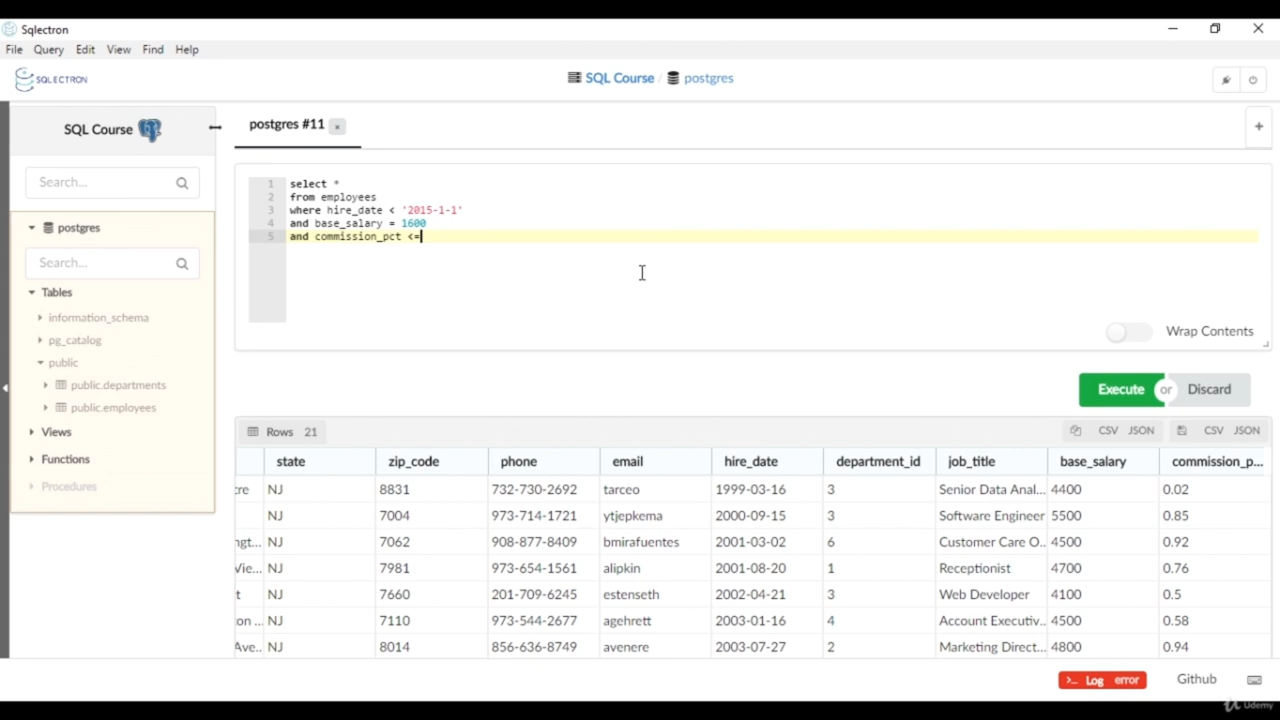 Sqlectron
File Query Edit View Find Help
SQLECTRON
SQL Course / postgres
SQL Course
postgres #11 x
+
Search...
postgres
Search...
Tables
information_schema
pg_catalog
public
public.departments
public.employees
Views
Functions
Procedures
1 select *
2 from employees
3 where hire_date < '2015-1-1'
4 and base_salary = 1600
5 and commission_pct <=
Wrap Contents
Execute or Discard
Rows 21 CSV JSON CSV JSON
state zip_code phone email hire_date department_id job_title base_salary commission_p...
tre NJ 8831 732-730-2692 tarceo 1999-03-16 3 Senior Data Anal... 4400 0.02
NJ 7004 973-714-1721 ytjepkema 2000-09-15 3 Software Engineer 5500 0.85
ngt... NJ 7062 908-877-8409 bmirafuentes 2001-03-02 6 Customer Care O... 4500 0.92
Vie... NJ 7981 973-654-1561 alipkin 2001-08-20 1 Receptionist 4700 0.76
t NJ 7660 201-709-6245 estenseth 2002-04-21 3 Web Developer 4100 0.5
on ... NJ 7110 973-544-2677 agehrett 2003-01-16 4 Account Executiv... 4500 0.58
Ave... NJ 8014 856-636-8749 avenere 2003-07-27 2 Marketing Direct... 4800 0.94
>_ Log error Github
Udemy